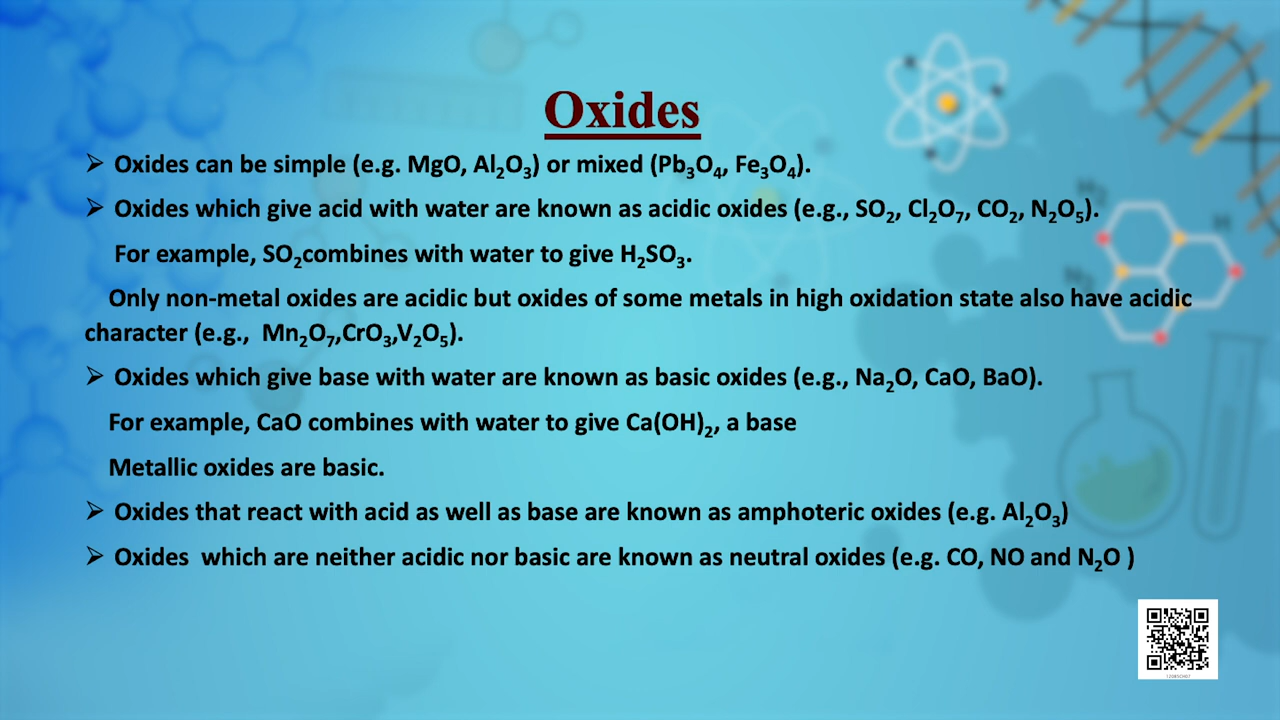 Oxides
➢ Oxides can be simple (e.g. MgO, Al₂O₃) or mixed (Pb₃O₄, Fe₃O₄).
➢ Oxides which give acid with water are known as acidic oxides (e.g., SO₂, Cl₂O₇, CO₂, N₂O₅).
For example, SO₂combines with water to give H₂SO₃.
Only non-metal oxides are acidic but oxides of some metals in high oxidation state also have acidic
character (e.g., Mn₂O₇,CrO₃,V₂O₅).
➢ Oxides which give base with water are known as basic oxides (e.g., Na₂O, CaO, BaO).
For example, CaO combines with water to give Ca(OH)₂, a base
Metallic oxides are basic.
➢ Oxides that react with acid as well as base are known as amphoteric oxides (e.g. Al₂O₃)
➢ Oxides which are neither acidic nor basic are known as neutral oxides (e.g. CO, NO and N₂O )